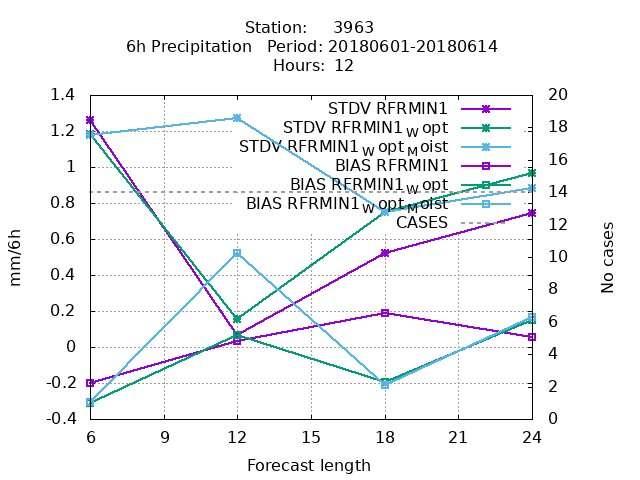 Station: 3963
6h Precipitation Period: 20180601-20180614
Hours: 12
1.4
1.2
1
0.8
0.6
0.4
0.2
0
-0.2
-0.4
mm/6h
STDV RFRMIN1
STDV RFRMIN1_W opt
STDV RFRMIN1_W opt_M oist
BIAS RFRMIN1
BIAS RFRMIN1_W opt
BIAS RFRMIN1_W opt_M oist
CASES
20
18
16
14
12
10
8
6
4
2
0
No cases
6 9 12 15 18 21 24
Forecast length